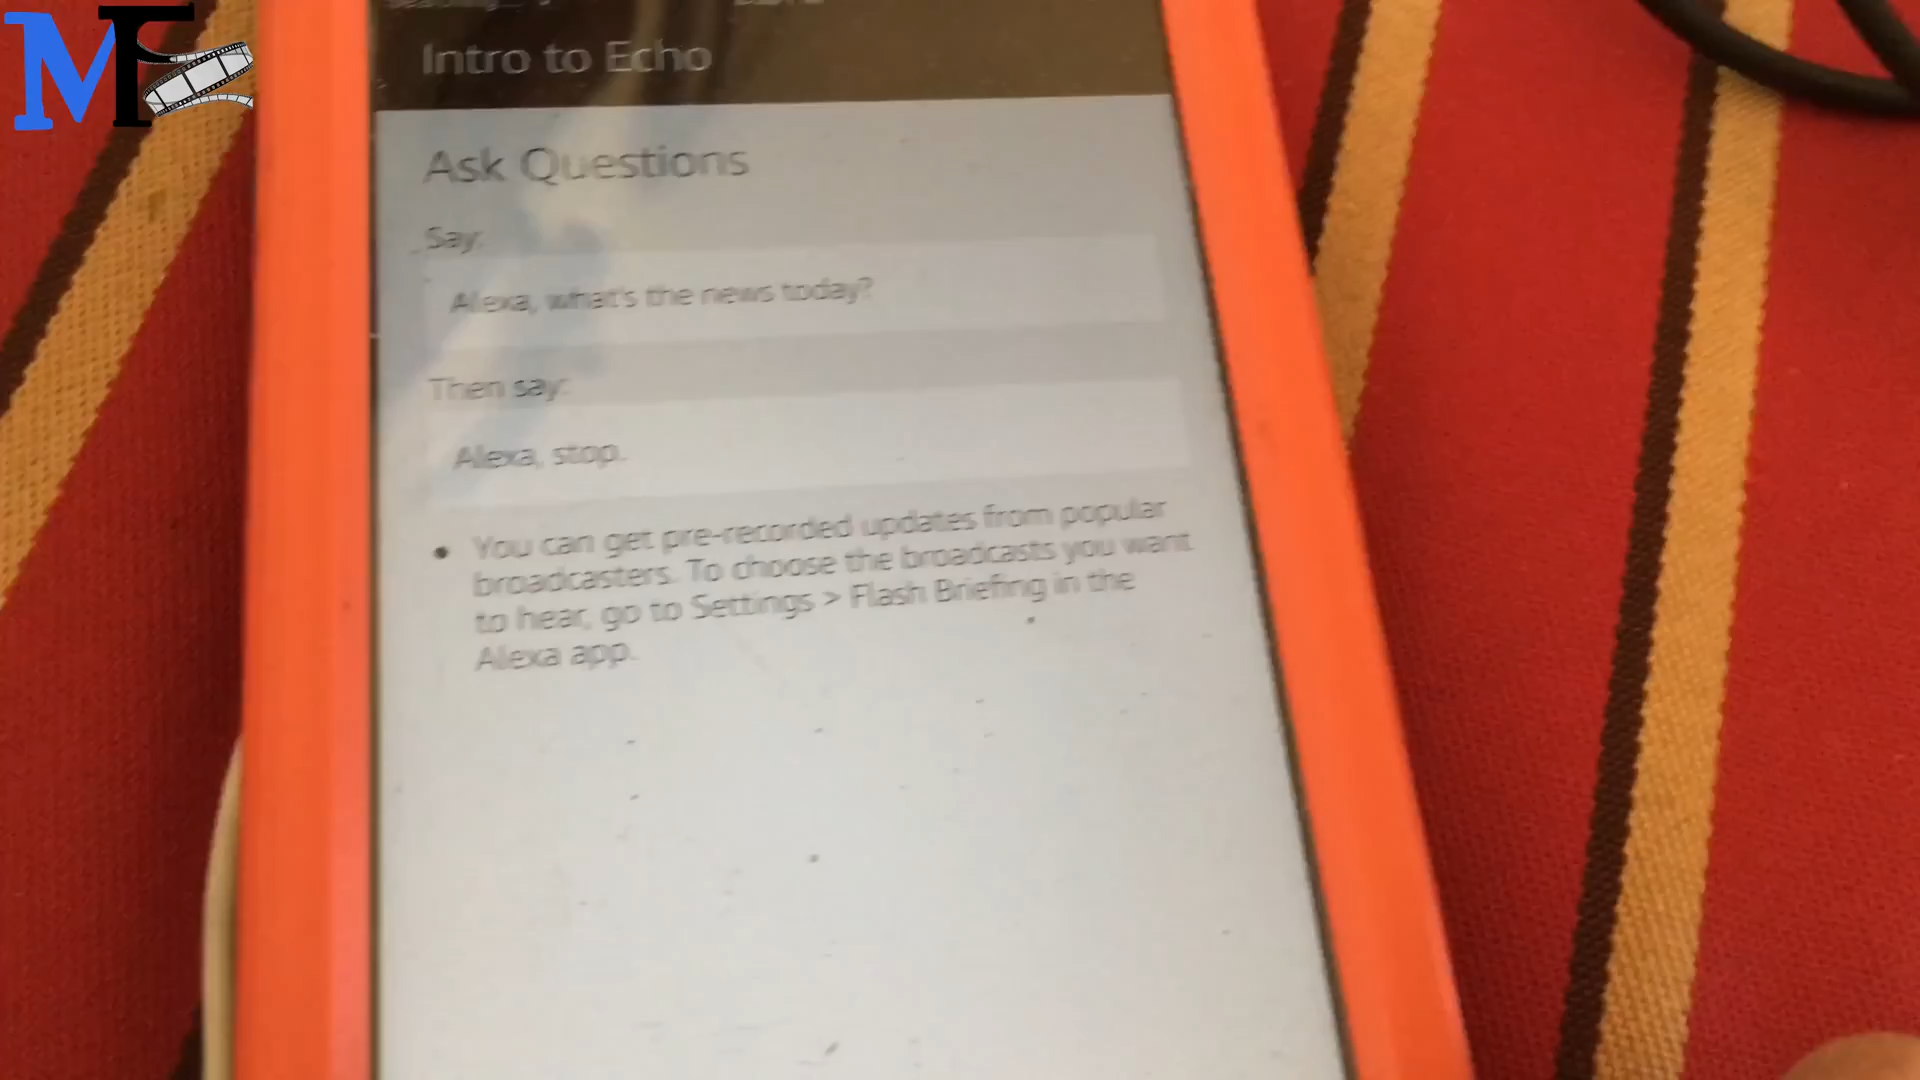 MF
Intro to Echo
Ask Questions
Say:
Alexa, what's the news today?
Then say:
Alexa, stop.
• You can get pre-recorded updates from popular
broadcasters. To choose the broadcasts you want
to hear, go to Settings > Flash Briefing in the
Alexa app.